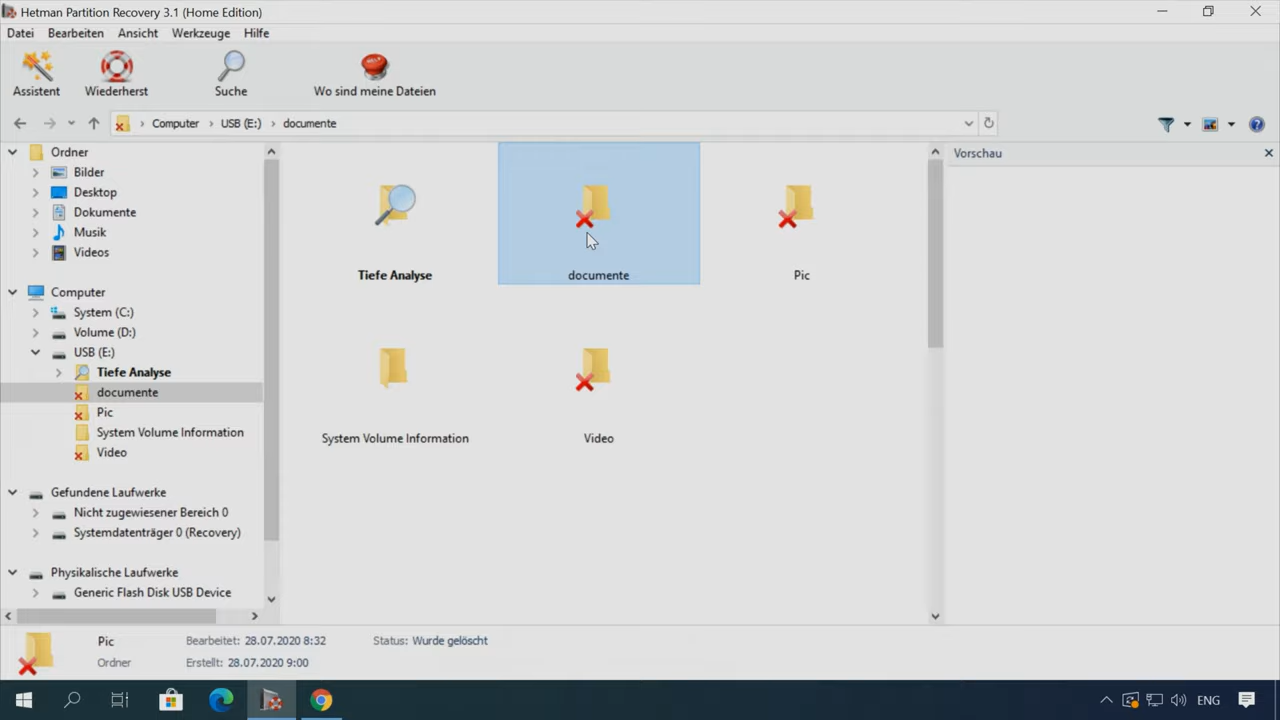 Hetman Partition Recovery 3.1 (Home Edition)
Datei Bearbeiten Ansicht Werkzeuge Hilfe
Assistent Wiederherst Suche Wo sind meine Dateien
Computer USB (E:) documente
Ordner
Bilder
Desktop
Dokumente
Musik
Videos
Computer
System (C:)
Volume (D:)
USB (E:)
Tiefe Analyse
documente
Pic
System Volume Information
Video
Gefundene Laufwerke
Nicht zugewiesener Bereich 0
Systemdatenträger 0 (Recovery)
Physikalische Laufwerke
Generic Flash Disk USB Device
Tiefe Analyse documente Pic
System Volume Information Video
Vorschau
Pic Bearbeitet: 28.07.2020 8:32 Status: Wurde gelöscht
Ordner Erstellt: 28.07.2020 9:00
ENG